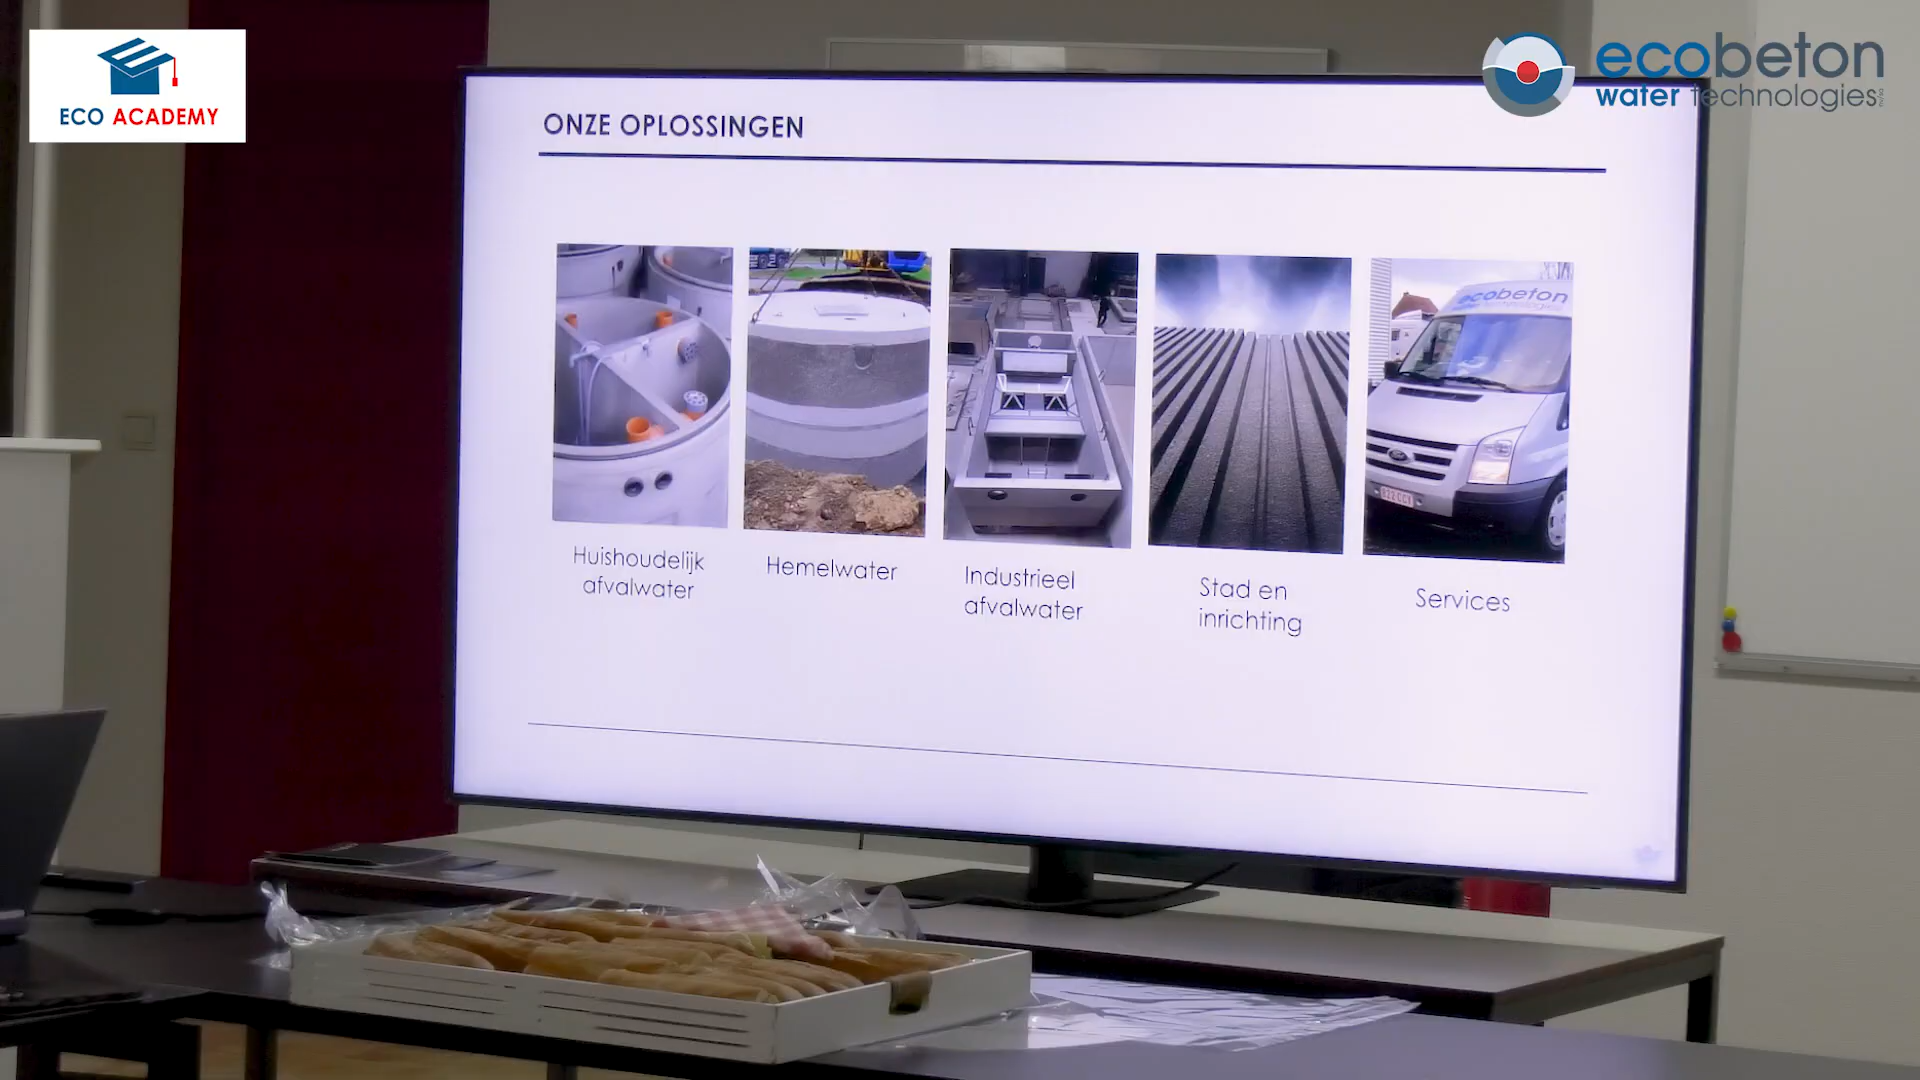 ECO ACADEMY
ecobeton
water technologies
ONZE OPLOSSINGEN
ecobeton
Huishoudelijk
afvalwater
Hemelwater
Industrieel
afvalwater
Stad en
inrichting
Services